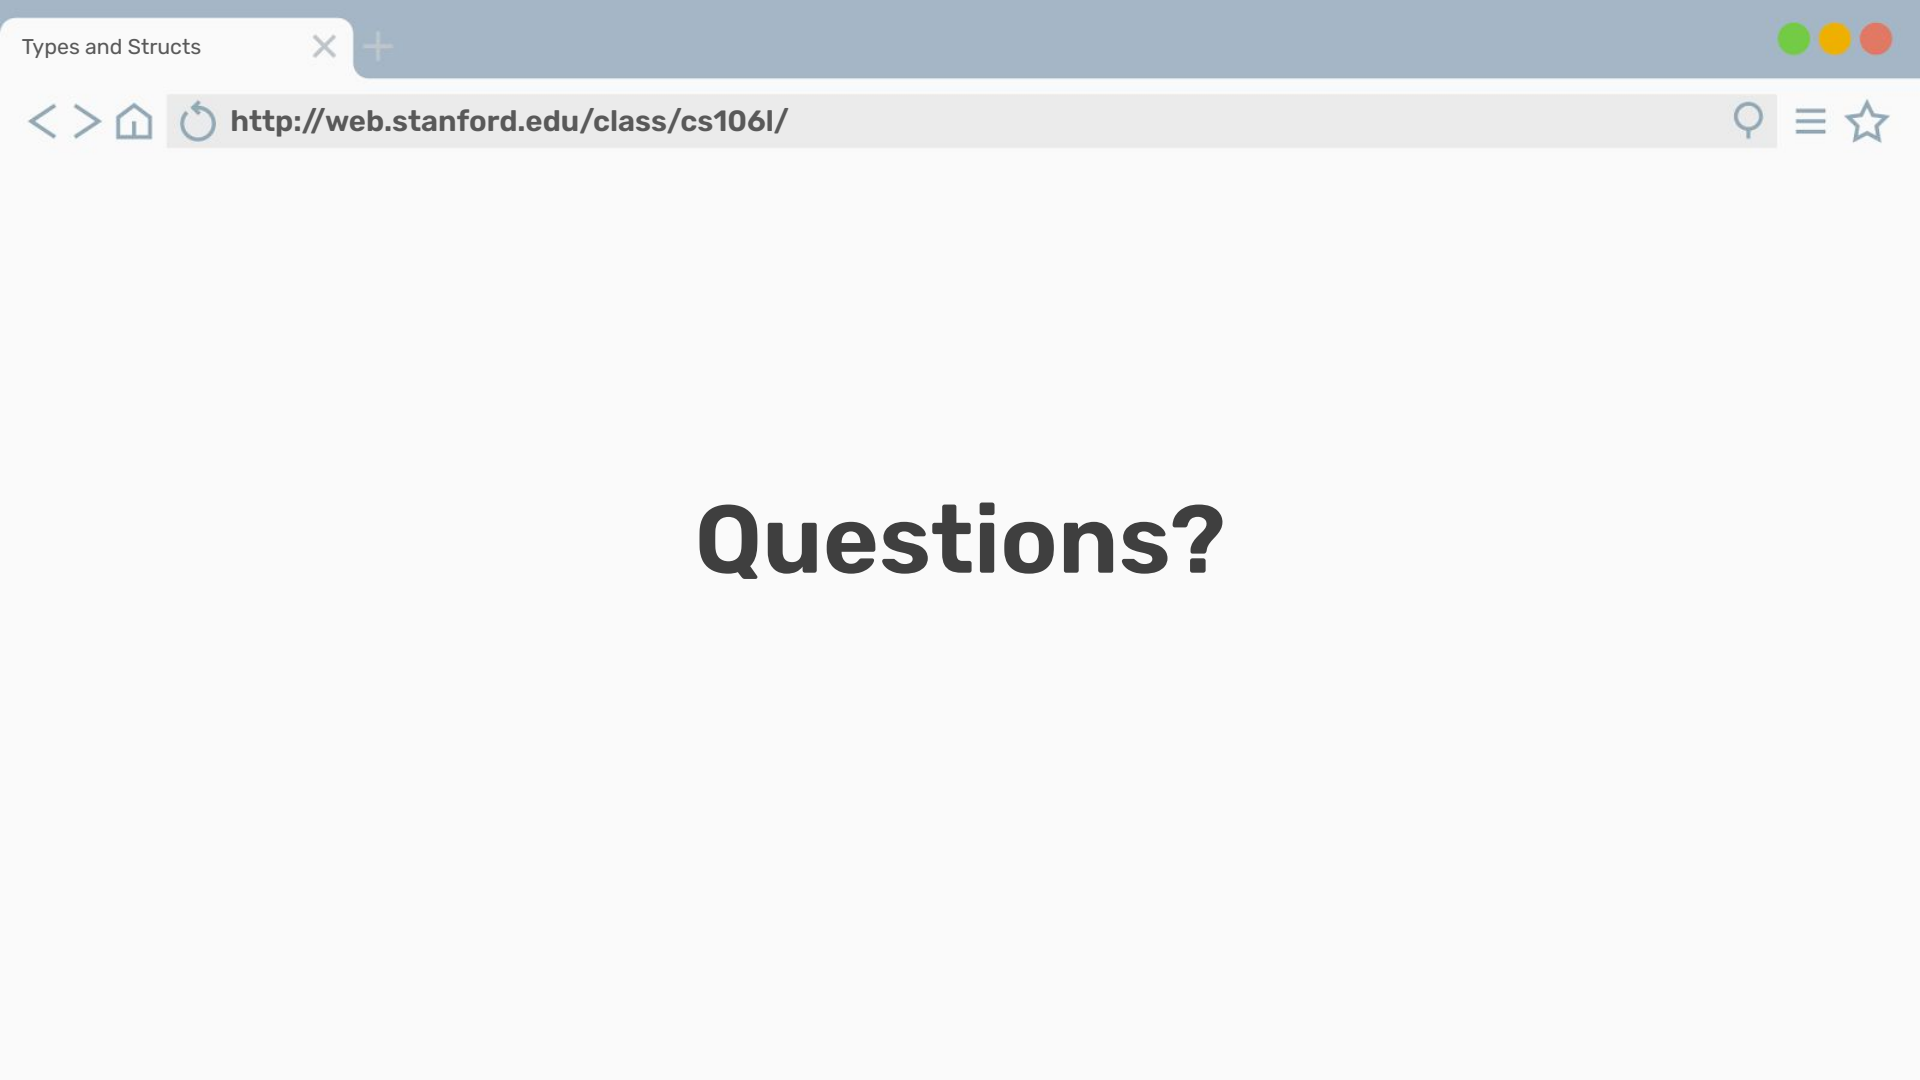 Types and Structs
http://web.stanford.edu/class/cs106l/
Questions?